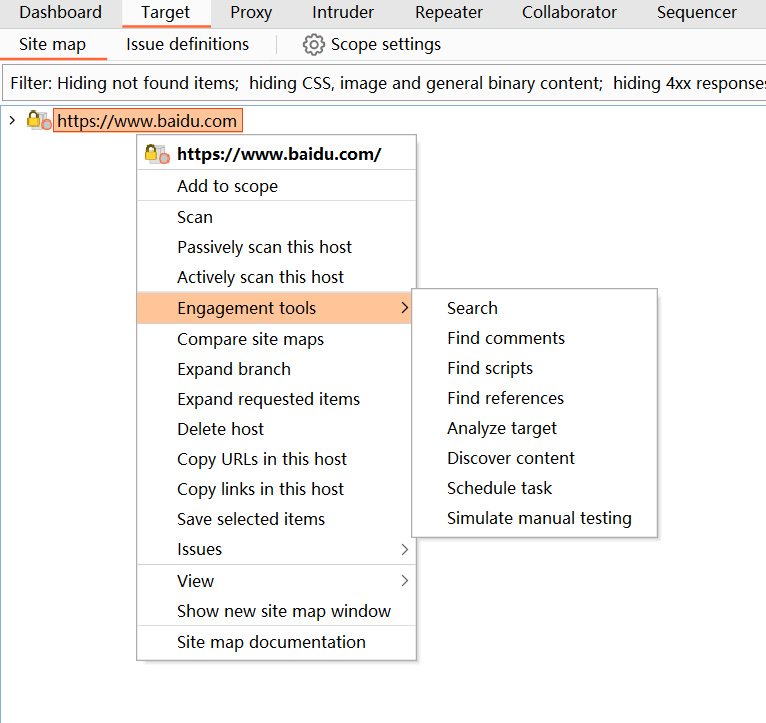 Dashboard Target Proxy Intruder Repeater Collaborator Sequencer
Site map Issue definitions Scope settings
Filter: Hiding not found items; hiding CSS, image and general binary content; hiding 4xx responses
https://www.baidu.com
https://www.baidu.com/
Add to scope
Scan
Passively scan this host
Actively scan this host
Engagement tools
Compare site maps
Expand branch
Expand requested items
Delete host
Copy URLs in this host
Copy links in this host
Save selected items
Issues
View
Show new site map window
Site map documentation
Search
Find comments
Find scripts
Find references
Analyze target
Discover content
Schedule task
Simulate manual testing